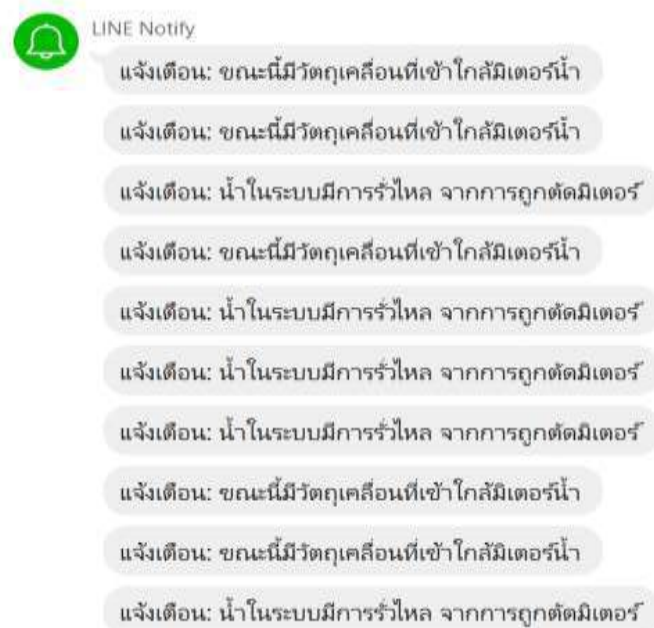 LINE Notify
แจ้งเตือน: ขณะนี้มีวัตถุเคลื่อนที่เข้าใกล้มิเตอร์น้ำ
แจ้งเตือน: ขณะนี้มีวัตถุเคลื่อนที่เข้าใกล้มิเตอร์น้ำ
แจ้งเตือน: น้ำในระบบมีการรั่วไหล จากการถูกตัดมิเตอร์
แจ้งเตือน: ขณะนี้มีวัตถุเคลื่อนที่เข้าใกล้มิเตอร์น้ำ
แจ้งเตือน: น้ำในระบบมีการรั่วไหล จากการถูกตัดมิเตอร์
แจ้งเตือน: น้ำในระบบมีการรั่วไหล จากการถูกตัดมิเตอร์
แจ้งเตือน: น้ำในระบบมีการรั่วไหล จากการถูกตัดมิเตอร์
แจ้งเตือน: ขณะนี้มีวัตถุเคลื่อนที่เข้าใกล้มิเตอร์น้ำ
แจ้งเตือน: ขณะนี้มีวัตถุเคลื่อนที่เข้าใกล้มิเตอร์น้ำ
แจ้งเตือน: น้ำในระบบมีการรั่วไหล จากการถูกตัดมิเตอร์